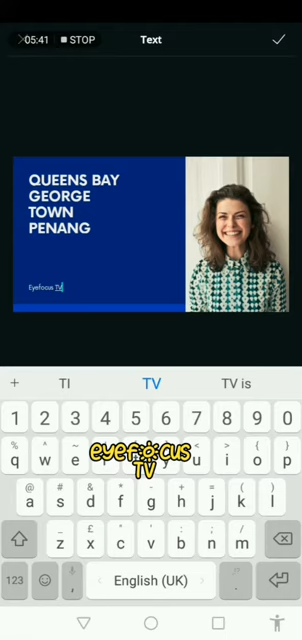 05:41
STOP
Text
QUEENS BAY
GEORGE
TOWN
PENANG
Eyefocus TV
TI
TV
TV is
1 2 3 4 5 6 7 8 9 0
% ^ ~ < { }
q w e u i o p
@ # & * - + = ( )
a s d f g h j k l
_ £ " ' : ; /
z x c v b n m
eyefocus
TV
123
,
English (UK)
.